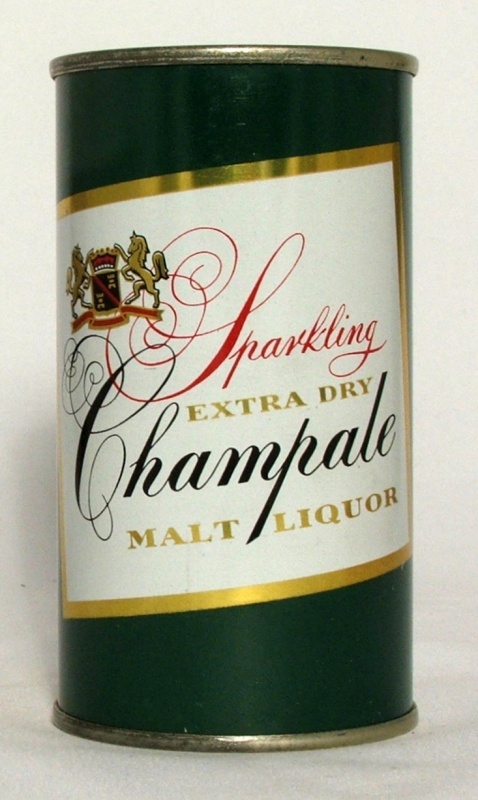 Sparkling
EXTRA DRY
Champale
MALT LIQUOR